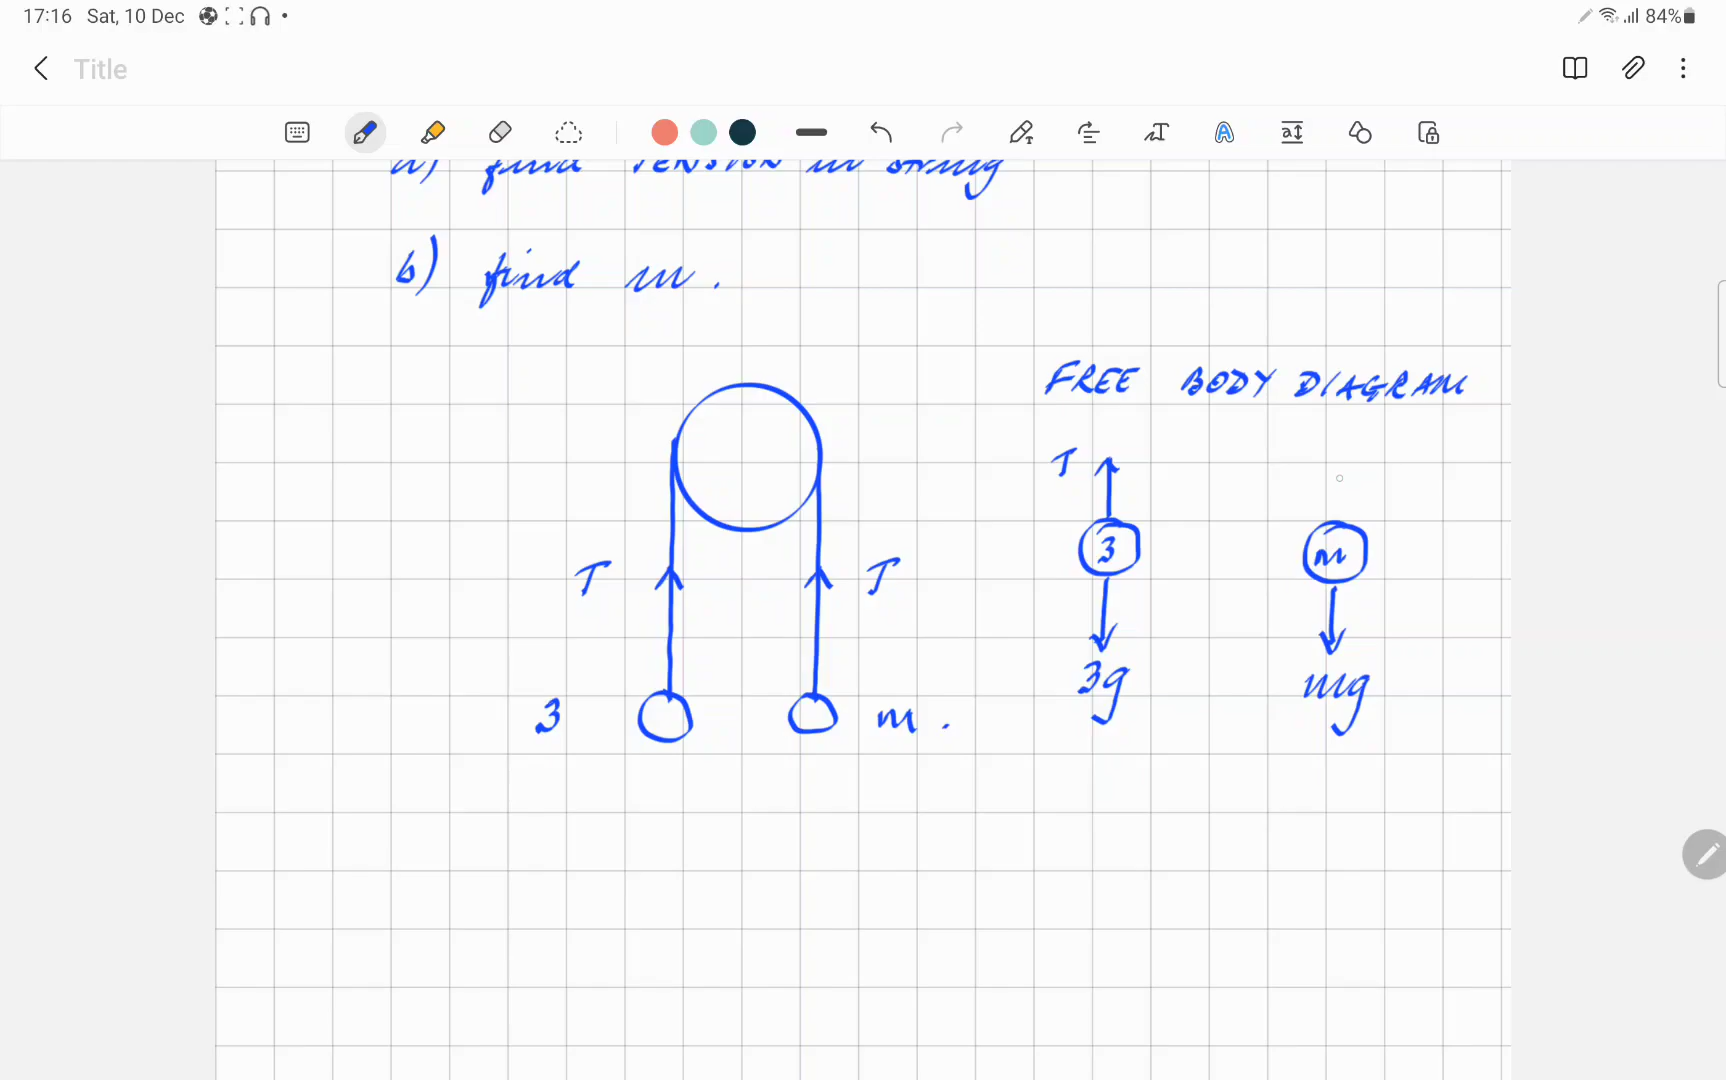 17:16 Sat, 10 Dec 84%
Title
a) find TENSION in string
b) find m.
FREE BODY DIAGRAM
T
3 m
T T
3g mg
3 m.